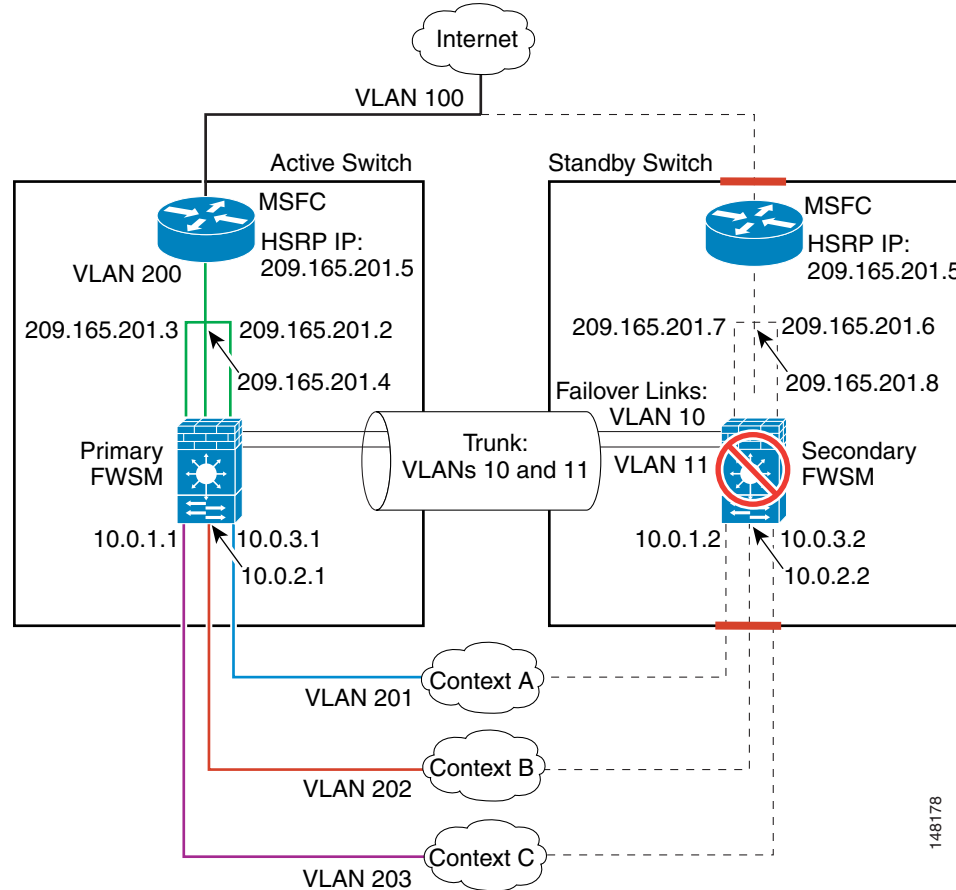 Internet
VLAN 100
Active Switch
Standby Switch
MSFC
HSRP IP:
209.165.201.5
VLAN 200
MSFC
HSRP IP:
209.165.201.5
209.165.201.3
209.165.201.2
209.165.201.4
209.165.201.7
209.165.201.6
209.165.201.8
Failover Links:
VLAN 10
VLAN 11
Primary
FWSM
Trunk:
VLANs 10 and 11
Secondary
FWSM
10.0.1.1
10.0.3.1
10.0.2.1
10.0.1.2
10.0.3.2
10.0.2.2
Context A
VLAN 201
Context B
VLAN 202
Context C
VLAN 203
148178